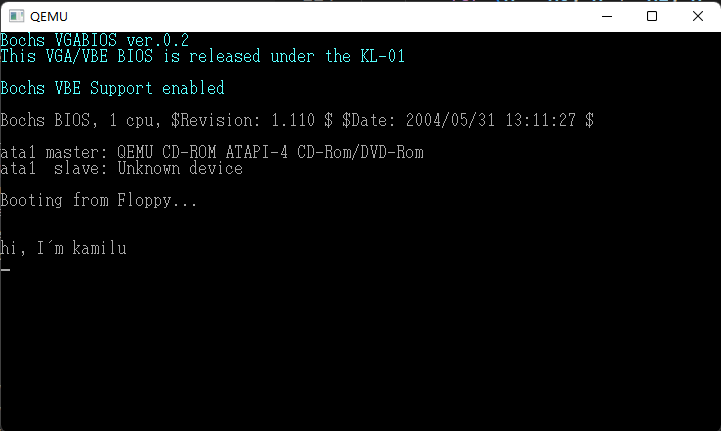 QEMU
Bochs VGABIOS ver.0.2
This VGA/VBE BIOS is released under the KL-01
Bochs VBE Support enabled
Bochs BIOS, 1 cpu, $Revision: 1.110 $ $Date: 2004/05/31 13:11:27 $
ata1 master: QEMU CD-ROM ATAPI-4 CD-Rom/DVD-Rom
ata1  slave: Unknown device
Booting from Floppy...
hi, I´m kamilu